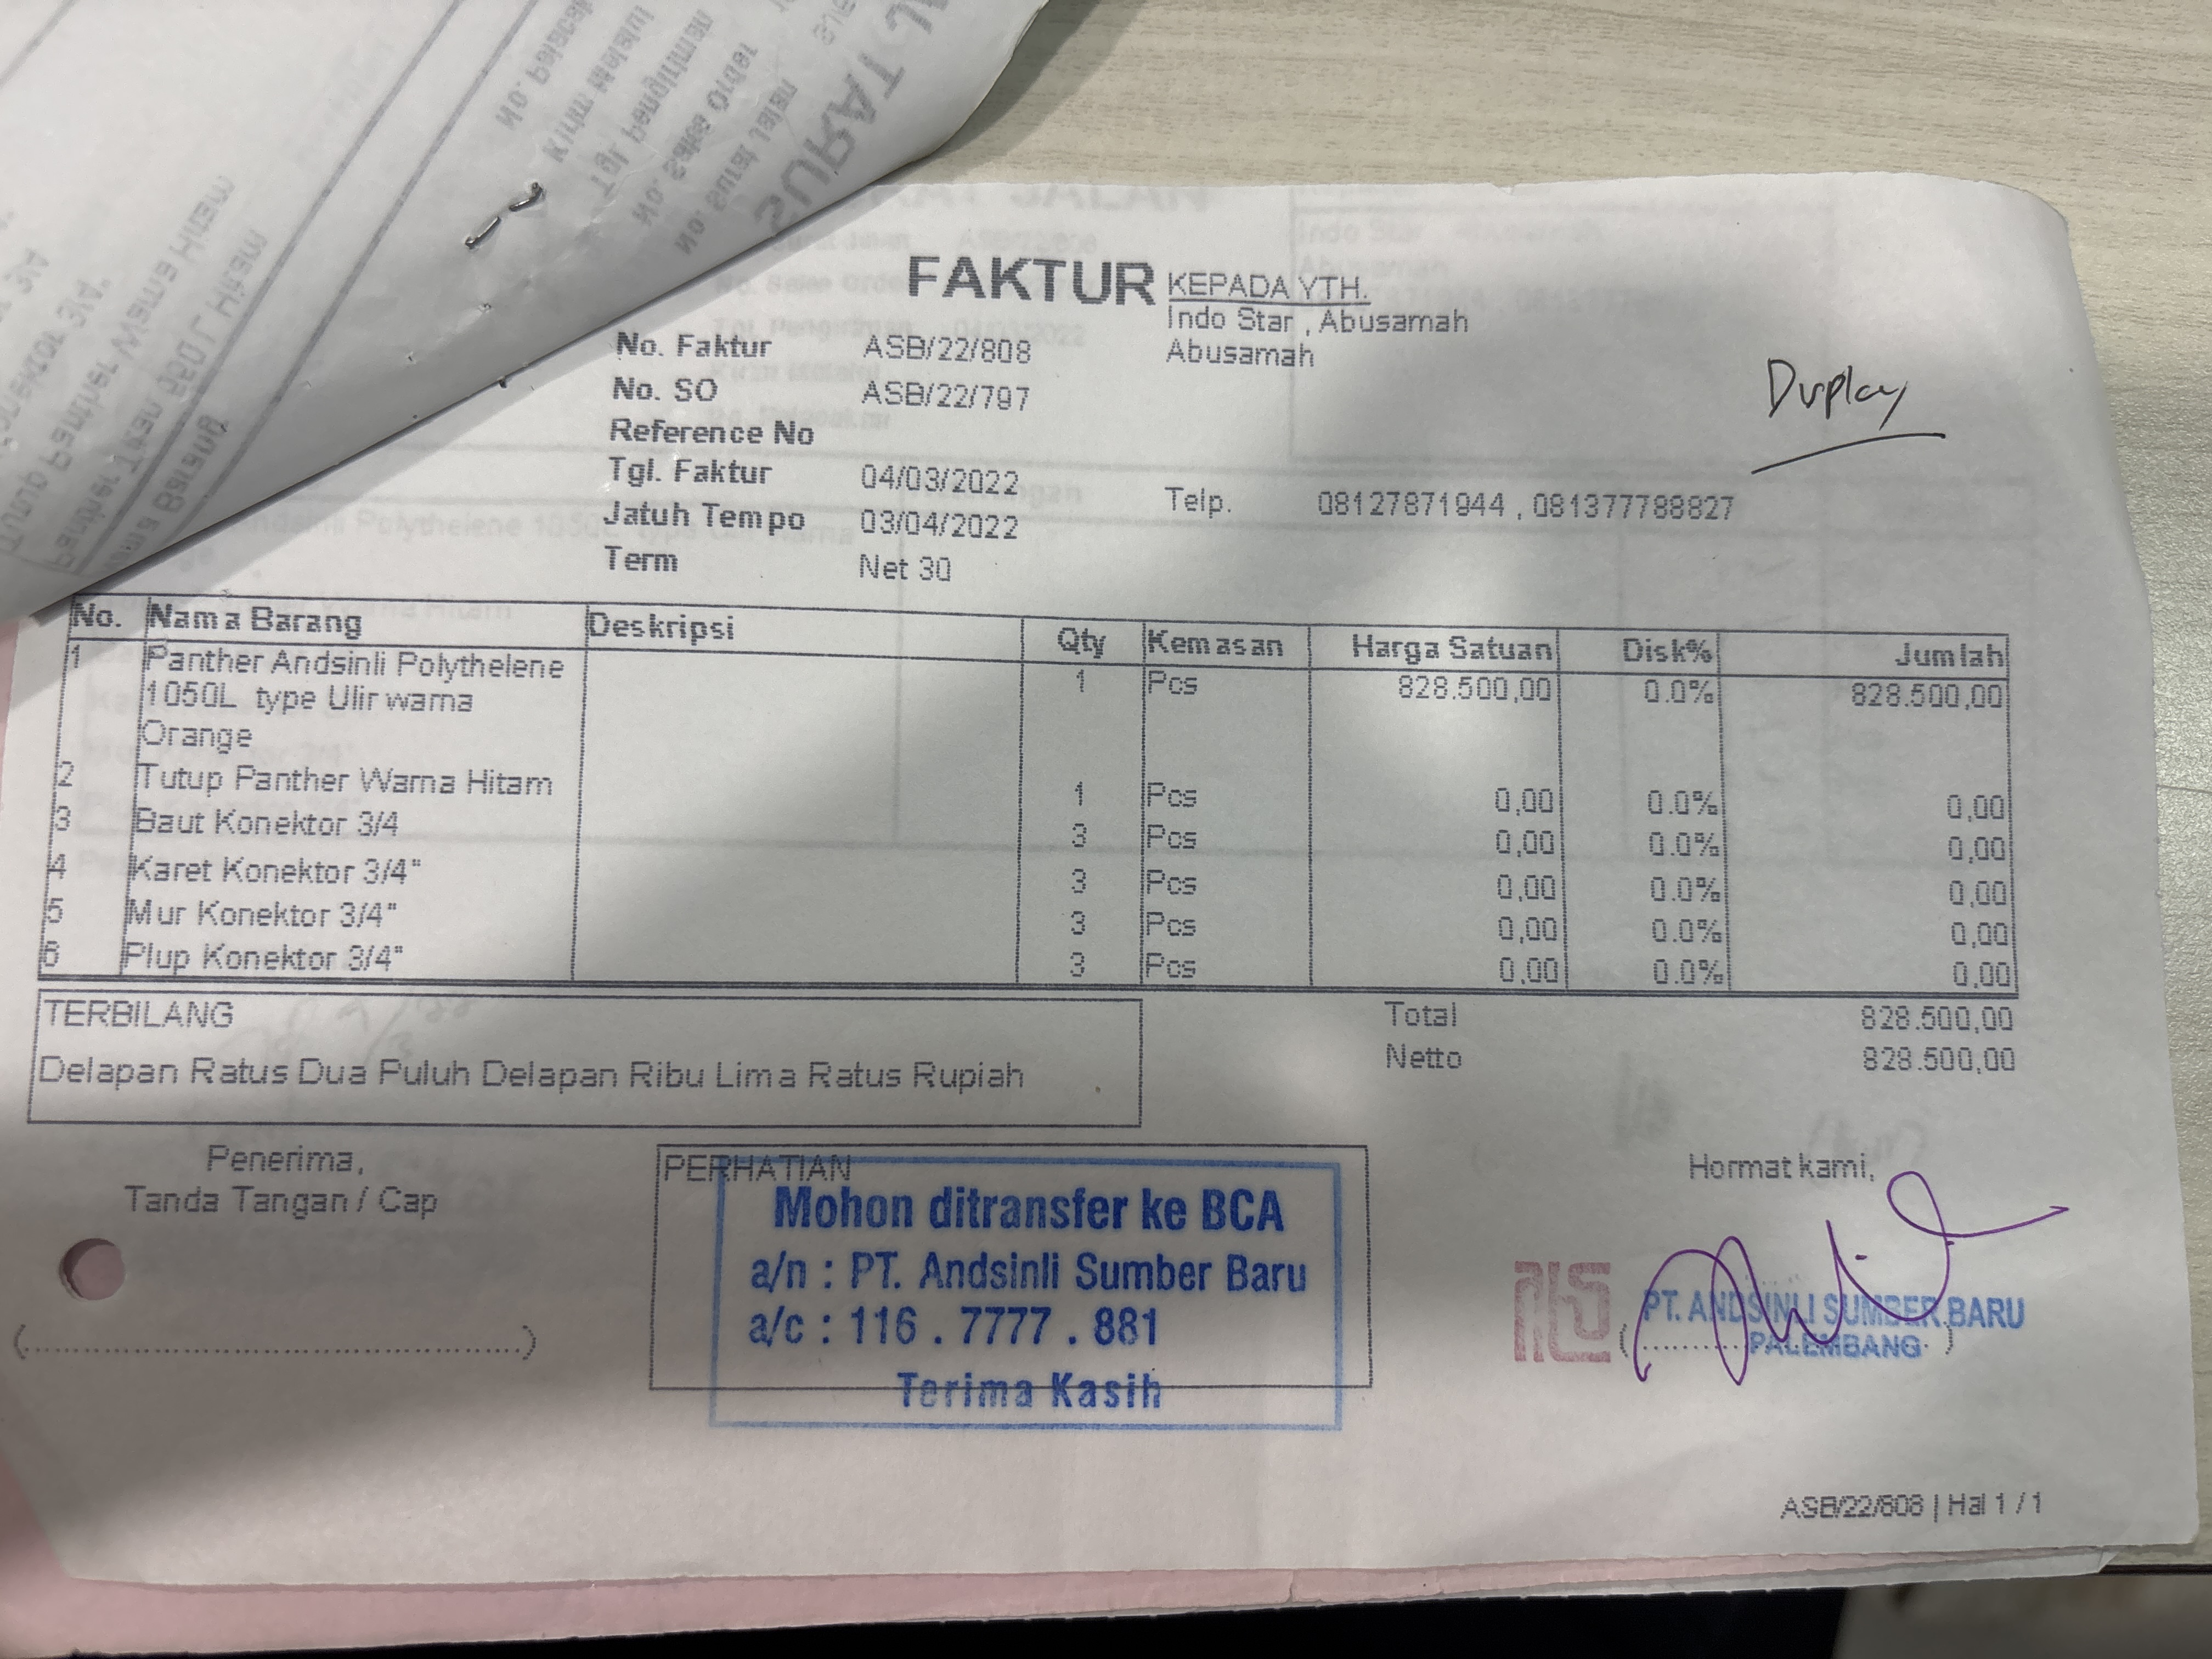 FAKTUR
KEPADA YTH.
Indo Star , Abusamah
Abusamah
No. Faktur ASB/22/808
No. SO ASB/22/797
Reference No
Tgl. Faktur 04/03/2022
Jatuh Tempo 03/04/2022
Term Net 30
Telp. 08127871944 , 081377788827
No. Nama Barang Deskripsi Qty Kemasan Harga Satuan Disk% Jumlah
1 Panther Andsinli Polythelene 1 Pcs 828.500,00 0.0% 828.500,00
1050L type Ulir warna
Orange
2 Tutup Panther Warna Hitam 1 Pcs 0,00 0.0% 0,00
3 Baut Konektor 3/4 3 Pcs 0,00 0.0% 0,00
4 Karet Konektor 3/4" 3 Pcs 0,00 0.0% 0,00
5 Mur Konektor 3/4" 3 Pcs 0,00 0.0% 0,00
6 Plup Konektor 3/4" 3 Pcs 0,00 0.0% 0,00
TERBILANG
Delapan Ratus Dua Puluh Delapan Ribu Lima Ratus Rupiah
Total 828.500,00
Netto 828.500,00
Penerima,
Tanda Tangan / Cap
PERHATIAN
Mohon ditransfer ke BCA
a/n : PT. Andsinli Sumber Baru
a/c : 116 . 7777 . 881
Terima Kasih
Hormat kami,
PT. ANDSINLI SUMBER BARU
PALEMBANG
ASB/22/808 | Hal 1 / 1